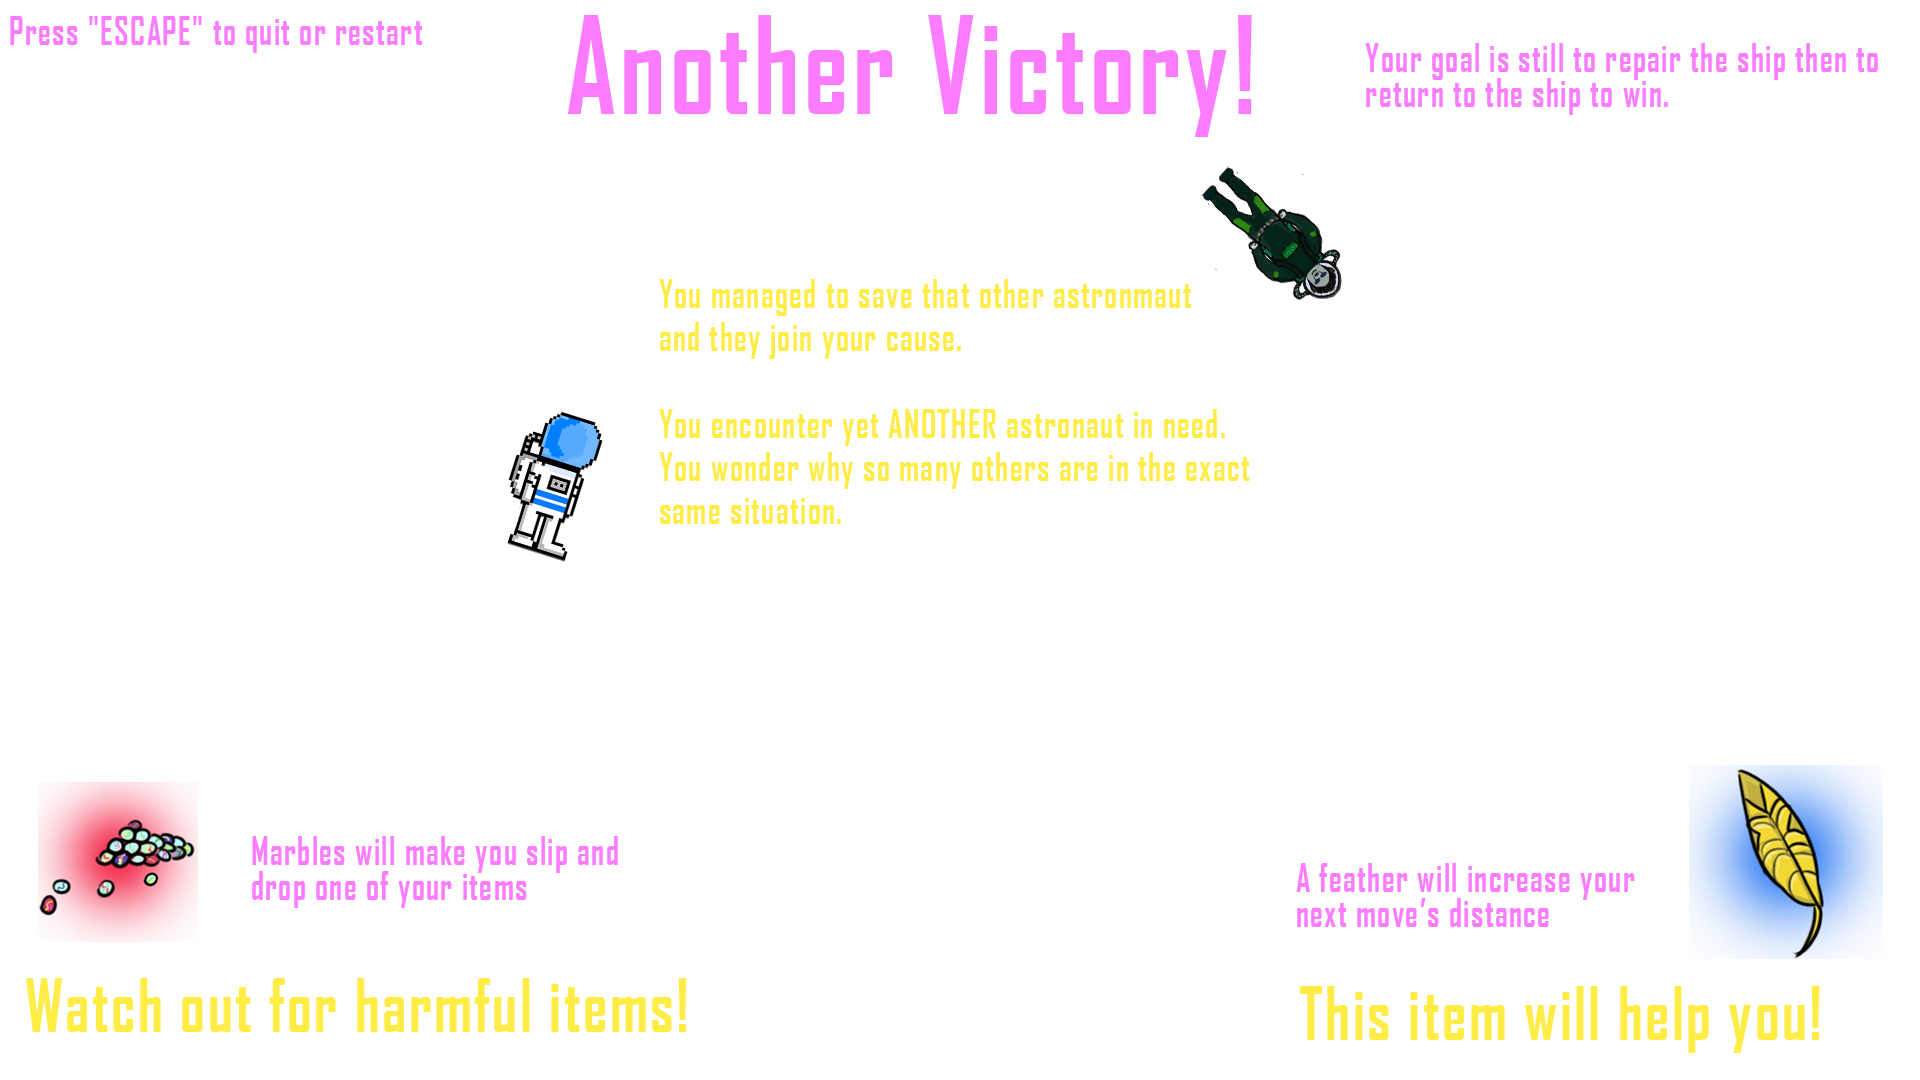 Press "ESCAPE" to quit or restart
Another Victory!
Your goal is still to repair the ship then to
return to the ship to win.
You managed to save that other astronmaut
and they join your cause.
You encounter yet ANOTHER astronaut in need.
You wonder why so many others are in the exact
same situation.
Marbles will make you slip and
drop one of your items
Watch out for harmful items!
A feather will increase your
next move’s distance
This item will help you!